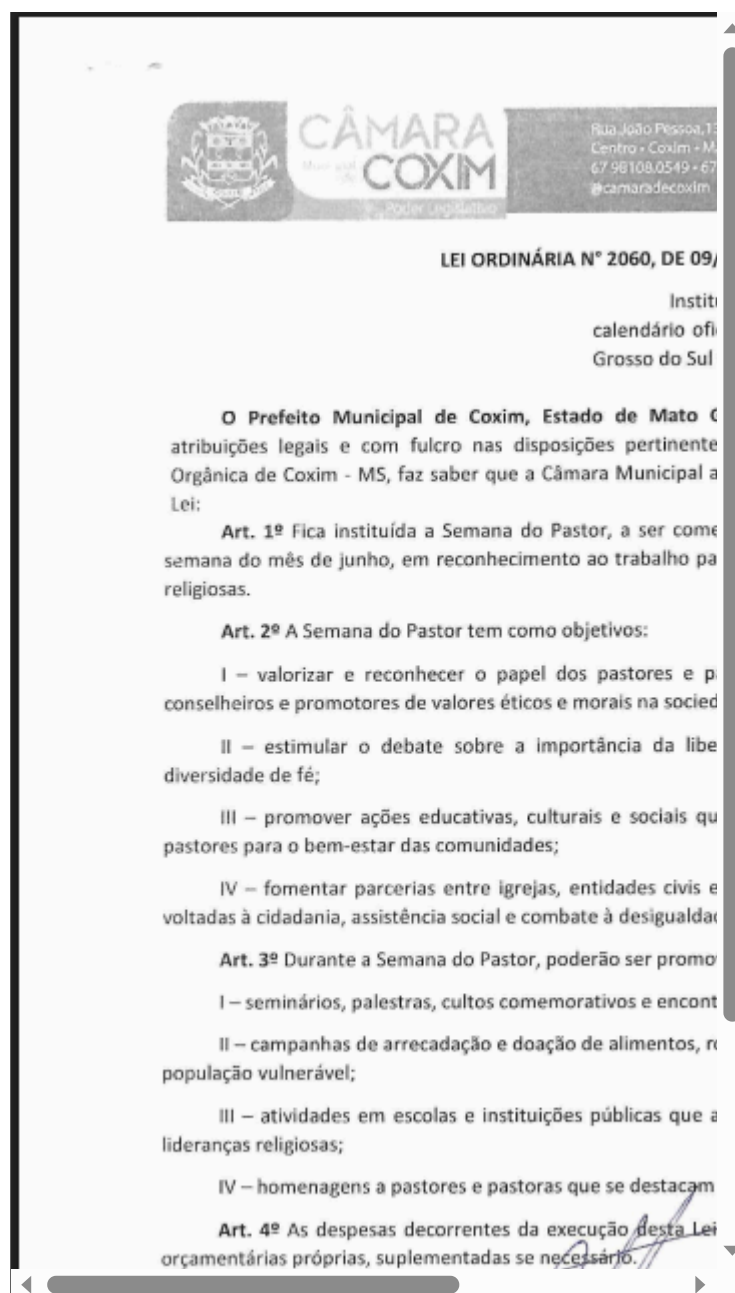 CÂMARA
COXIM
Poder Legislativo
Rua João Pessoa, 1
Centro - Coxim - M
67 98108.0549 - 67
@camaradecoxim
LEI ORDINÁRIA N° 2060, DE 09/
Institu
calendário ofi
Grosso do Sul
O Prefeito Municipal de Coxim, Estado de Mato G
atribuições legais e com fulcro nas disposições pertinente
Orgânica de Coxim - MS, faz saber que a Câmara Municipal a
Lei:
Art. 1º Fica instituída a Semana do Pastor, a ser come
semana do mês de junho, em reconhecimento ao trabalho pa
religiosas.
Art. 2º A Semana do Pastor tem como objetivos:
I – valorizar e reconhecer o papel dos pastores e p
conselheiros e promotores de valores éticos e morais na socied
II – estimular o debate sobre a importância da libe
diversidade de fé;
III – promover ações educativas, culturais e sociais qu
pastores para o bem-estar das comunidades;
IV – fomentar parcerias entre igrejas, entidades civis e
voltadas à cidadania, assistência social e combate à desigualda
Art. 3º Durante a Semana do Pastor, poderão ser promo
I – seminários, palestras, cultos comemorativos e encont
II – campanhas de arrecadação e doação de alimentos, r
população vulnerável;
III – atividades em escolas e instituições públicas que a
lideranças religiosas;
IV – homenagens a pastores e pastoras que se destacam
Art. 4º As despesas decorrentes da execução desta Lei
orçamentárias próprias, suplementadas se necessário.